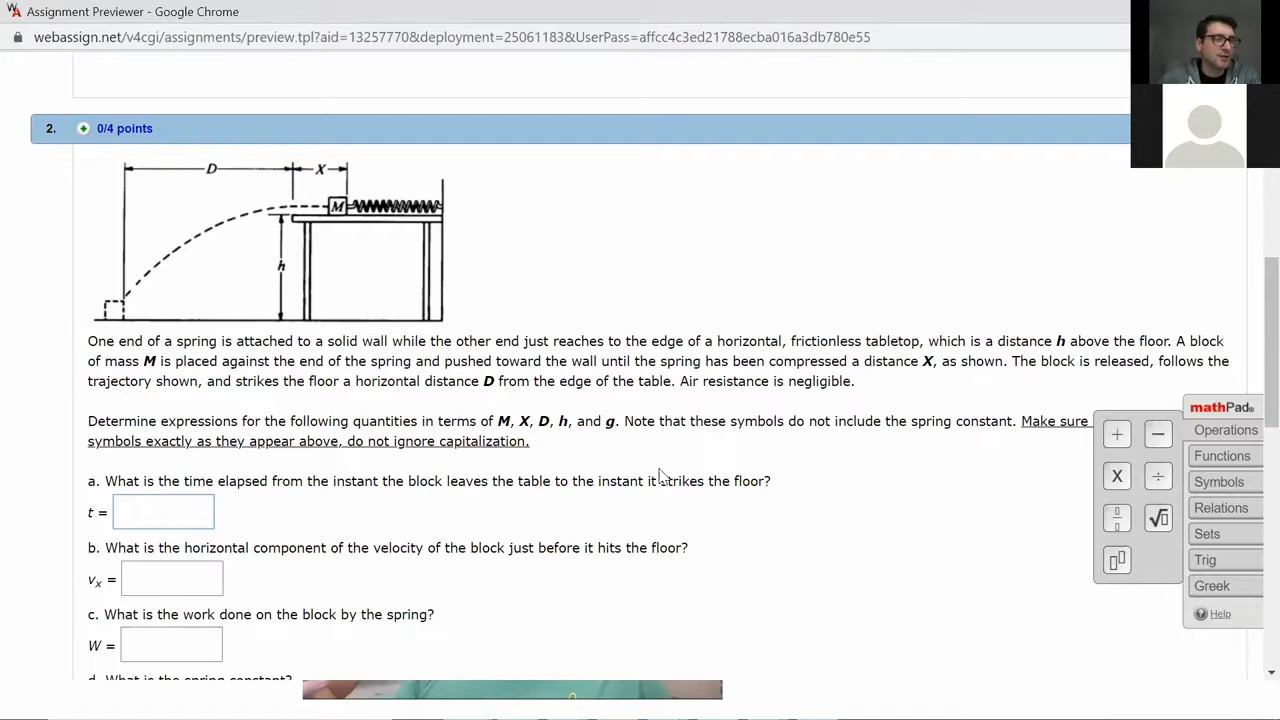 Assignment Previewer - Google Chrome
webassign.net/v4cgi/assignments/preview.tpl?aid=13257770&deployment=25061183&UserPass=affcc4c3ed21788ecba016a3db780e55
2. 0/4 points
D X
M
h
One end of a spring is attached to a solid wall while the other end just reaches to the edge of a horizontal, frictionless tabletop, which is a distance h above the floor. A block
of mass M is placed against the end of the spring and pushed toward the wall until the spring has been compressed a distance X, as shown. The block is released, follows the
trajectory shown, and strikes the floor a horizontal distance D from the edge of the table. Air resistance is negligible.
Determine expressions for the following quantities in terms of M, X, D, h, and g. Note that these symbols do not include the spring constant. Make sure
symbols exactly as they appear above, do not ignore capitalization.
a. What is the time elapsed from the instant the block leaves the table to the instant it strikes the floor?
t =
b. What is the horizontal component of the velocity of the block just before it hits the floor?
vx =
c. What is the work done on the block by the spring?
W =
d. What is the spring constant?
mathPad
Operations
Functions
Symbols
Relations
Sets
Trig
Greek
Help
+ −
X ÷